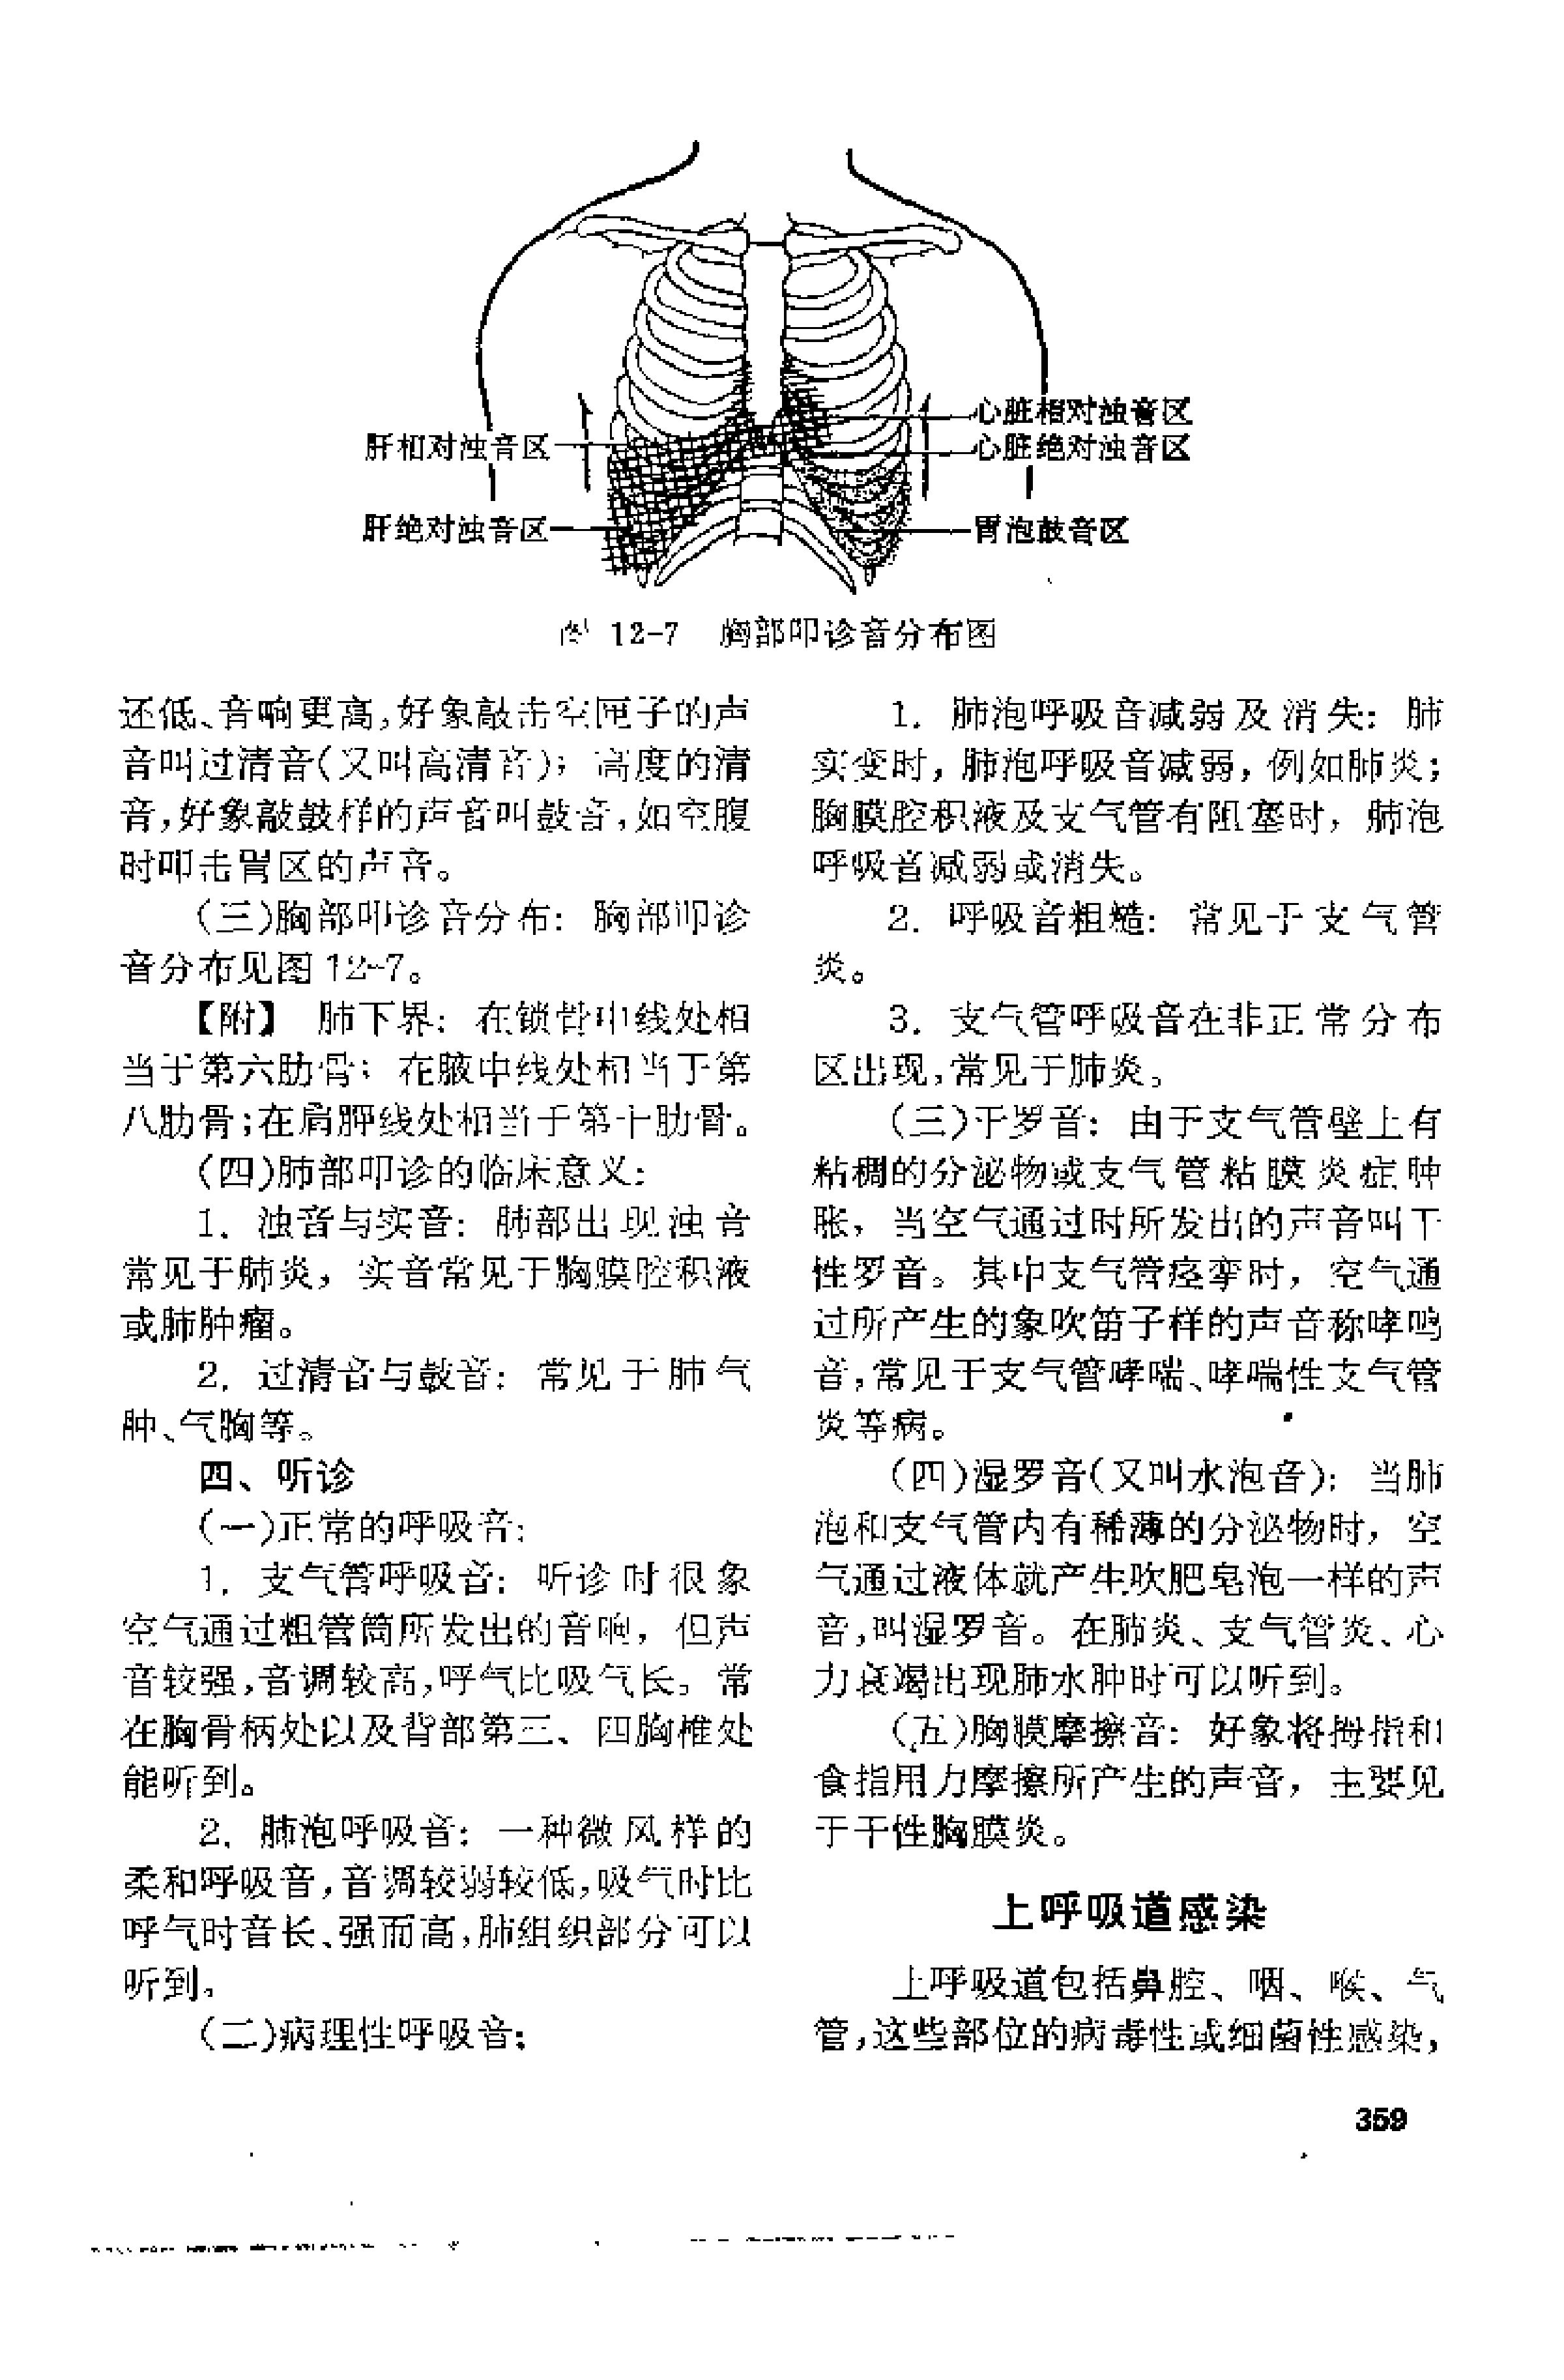 心脏相对浊音区
肝相对浊音区
心脏绝对浊音区
肝绝对浊音区
胃泡鼓音区
图 12-7 胸部叩诊音分布图
还低、音响更高,好象敲击空匣子的声
音叫过清音(又叫高清音);高度的清
音,好象敲鼓样的声音叫鼓音,如空腹
时叩击胃区的声音。
(三)胸部叩诊音分布:胸部叩诊
音分布见图12-7。
【附】 肺下界:在锁骨中线处相
当于第六肋骨;在腋中线处相当于第
八肋骨;在肩胛线处相当于第十肋骨。
(四)肺部叩诊的临床意义:
1. 浊音与实音:肺部出现浊音
常见于肺炎,实音常见于胸膜腔积液
或肺肿瘤。
2. 过清音与鼓音:常见于肺气
肿、气胸等。
四、听诊
(一)正常的呼吸音:
1. 支气管呼吸音:听诊时很象
空气通过粗管筒所发出的音响,但声
音较强,音调较高,呼气比吸气长。常
在胸骨柄处以及背部第三、四胸椎处
能听到。
2. 肺泡呼吸音:一种微风样的
柔和呼吸音,音调较弱较低,吸气时比
呼气时音长、强而高,肺组织部分可以
听到。
(二)病理性呼吸音:
1. 肺泡呼吸音减弱及消失:肺
实变时,肺泡呼吸音减弱,例如肺炎;
胸膜腔积液及支气管有阻塞时,肺泡
呼吸音减弱或消失。
2. 呼吸音粗糙:常见于支气管
炎。
3. 支气管呼吸音在非正常分布
区出现,常见于肺炎。
(三)干罗音:由于支气管壁上有
粘稠的分泌物或支气管粘膜炎症肿
胀,当空气通过时所发出的声音叫干
性罗音。其中支气管痉挛时,空气通
过所产生的象吹笛子样的声音称哮鸣
音,常见于支气管哮喘、哮喘性支气管
炎等病。
(四)湿罗音(又叫水泡音):当肺
泡和支气管内有稀薄的分泌物时,空
气通过液体就产生吹肥皂泡一样的声
音,叫湿罗音。在肺炎、支气管炎、心
力衰竭出现肺水肿时可以听到。
(五)胸膜摩擦音:好象将拇指和
食指用力摩擦所产生的声音,主要见
于干性胸膜炎。
上呼吸道感染
上呼吸道包括鼻腔、咽、喉、气
管,这些部位的病毒性或细菌性感染,
359